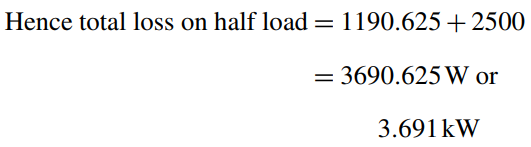 Hence total loss on half load = 1190.625 + 2500
= 3690.625 W or
3.691 kW